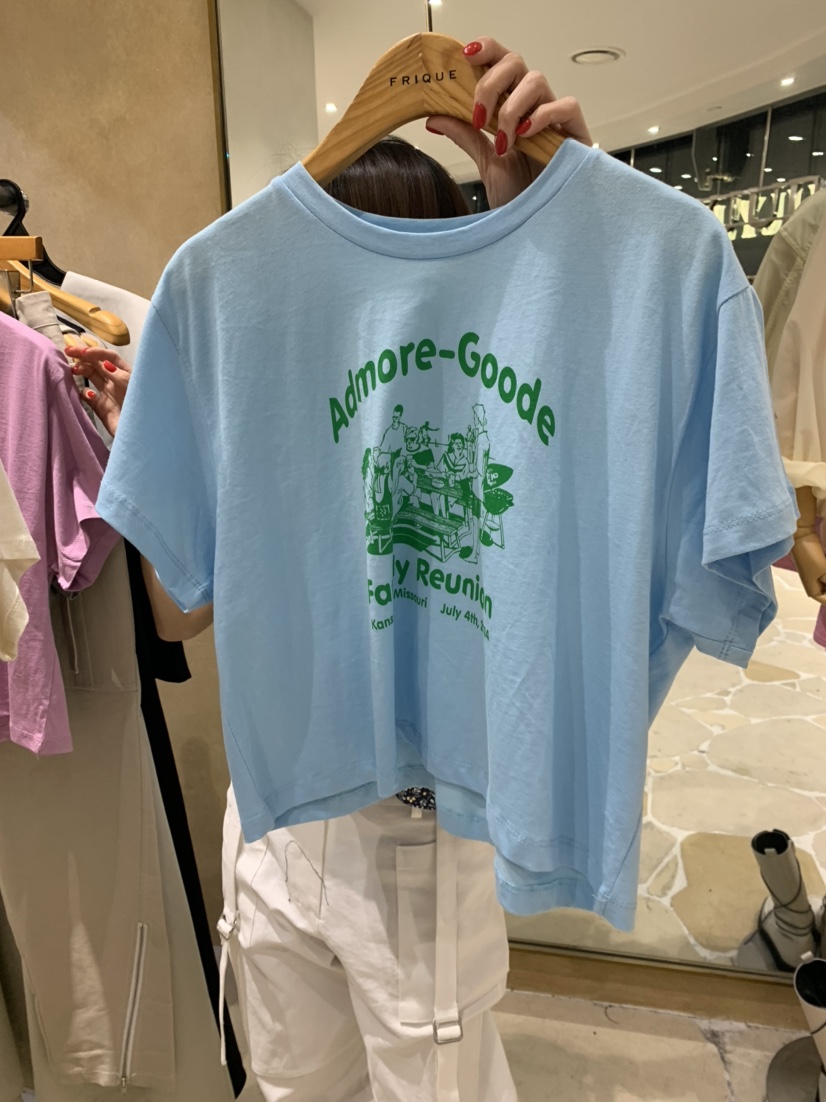 FRIQUE
Admore-Goode
Fa ly Reunion
Missouri July 4th,
Kans